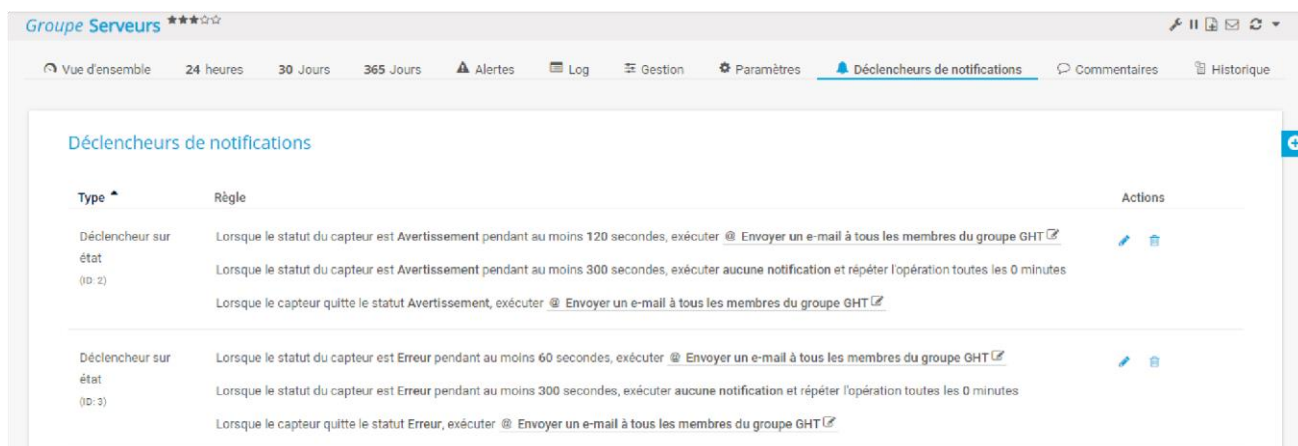 Groupe Serveurs
Vue d'ensemble 24 heures 30 Jours 365 Jours Alertes Log Gestion Paramètres Déclencheurs de notifications Commentaires Historique
Déclencheurs de notifications
Type Règle Actions
Déclencheur sur état (ID: 2)
Lorsque le statut du capteur est Avertissement pendant au moins 120 secondes, exécuter @ Envoyer un e-mail à tous les membres du groupe GHT
Lorsque le statut du capteur est Avertissement pendant au moins 300 secondes, exécuter aucune notification et répéter l'opération toutes les 0 minutes
Lorsque le capteur quitte le statut Avertissement, exécuter @ Envoyer un e-mail à tous les membres du groupe GHT
Déclencheur sur état (ID: 3)
Lorsque le statut du capteur est Erreur pendant au moins 60 secondes, exécuter @ Envoyer un e-mail à tous les membres du groupe GHT
Lorsque le statut du capteur est Erreur pendant au moins 300 secondes, exécuter aucune notification et répéter l'opération toutes les 0 minutes
Lorsque le capteur quitte le statut Erreur, exécuter @ Envoyer un e-mail à tous les membres du groupe GHT